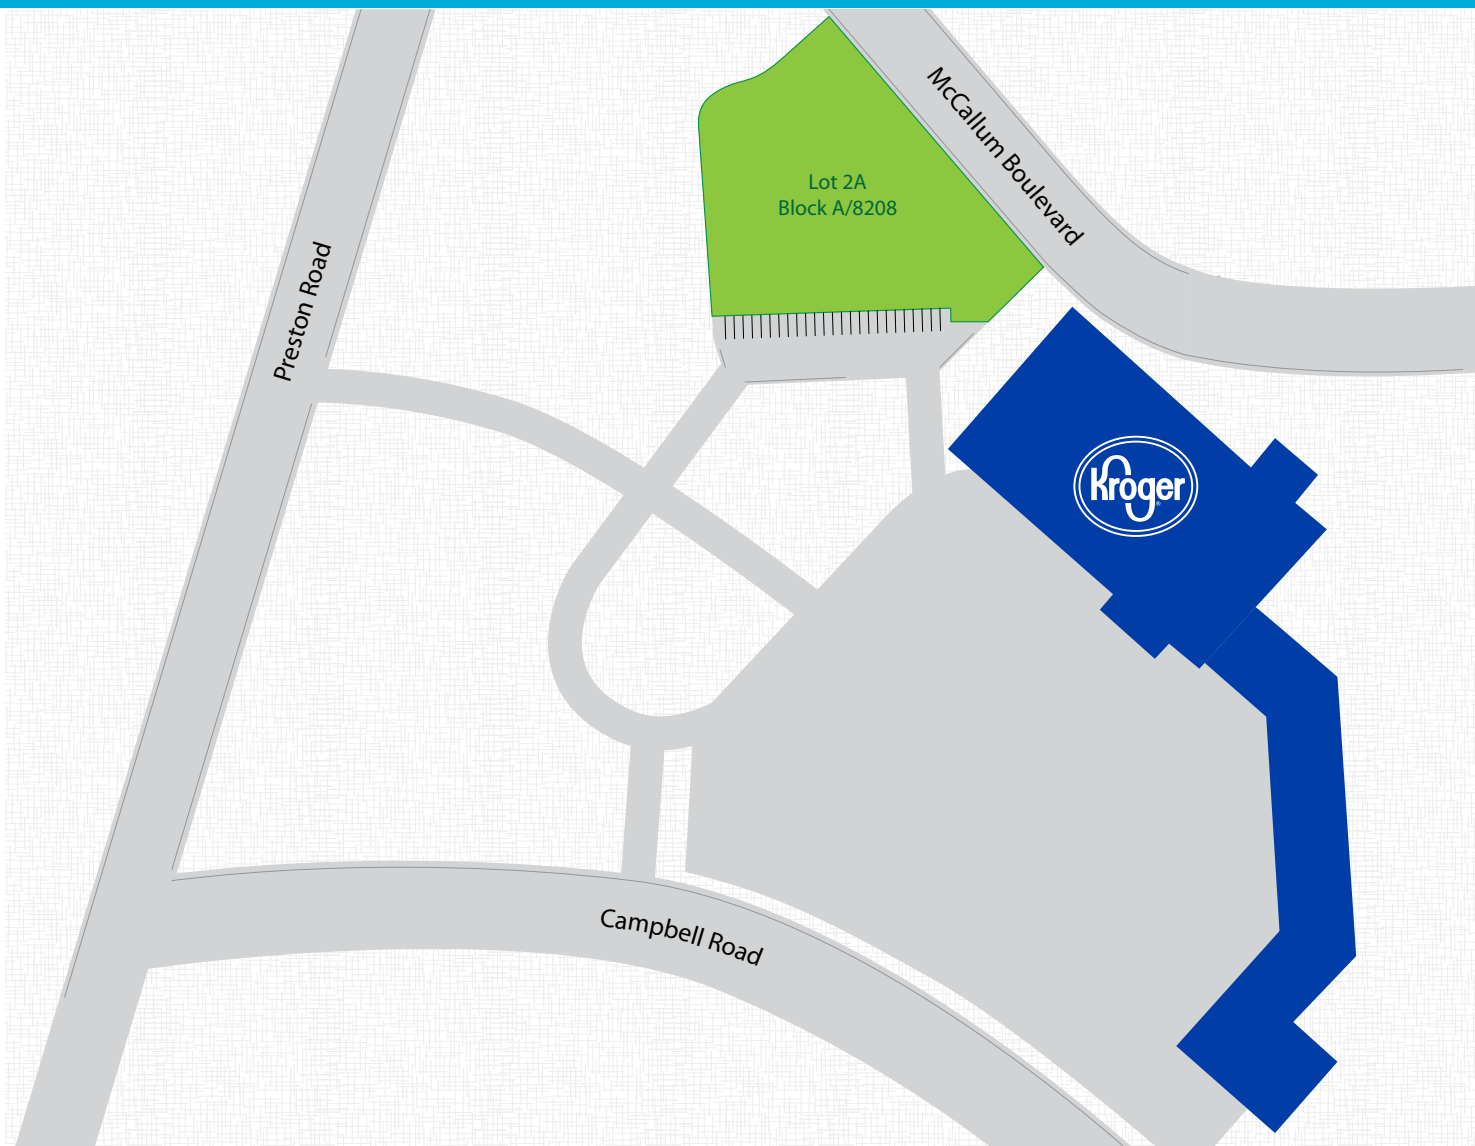 McCallum Boulevard
Lot 2A
Block A/8208
Preston Road
Kroger
®
Campbell Road